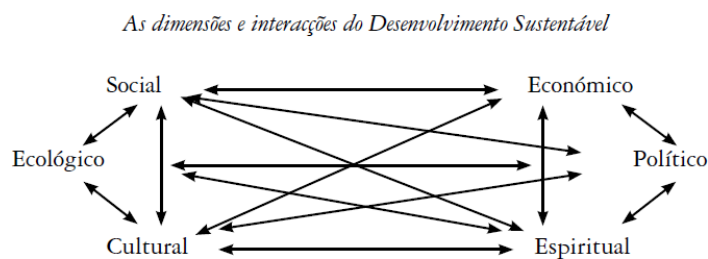 As dimensões e interacções do Desenvolvimento Sustentável
Social Económico
Ecológico Político
Cultural Espiritual